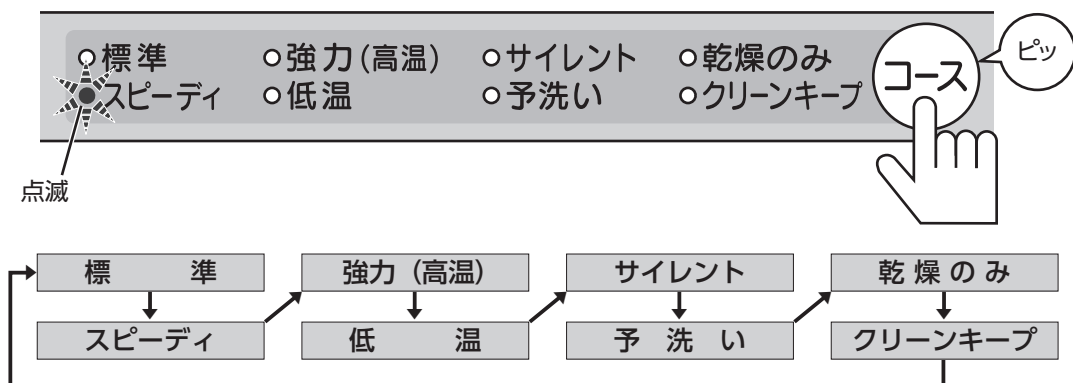 標準 強力(高温) サイレント 乾燥のみ
スピーディ 低温 予洗い クリーンキープ
コース
ピッ
点滅
標準 強力(高温) サイレント 乾燥のみ
スピーディ 低温 予洗い クリーンキープ